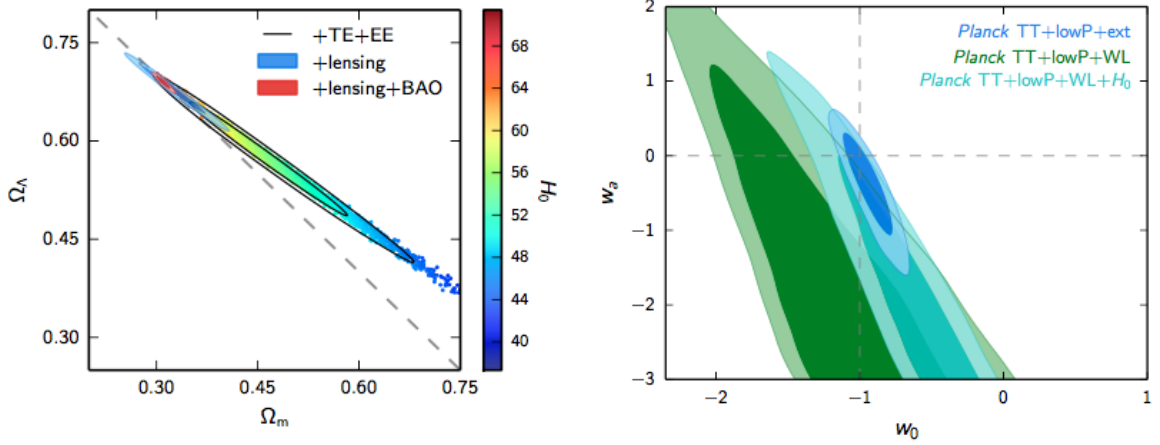 +TE+EE
+lensing
+lensing+BAO
Ω_Λ
0.75
0.60
0.45
0.30
0.30 0.45 0.60 0.75
Ω_m
68
64
60
56
52
48
44
40
H_0
Planck TT+lowP+ext
Planck TT+lowP+WL
Planck TT+lowP+WL+H_0
w_a
2
1
0
−1
−2
−3
−2 −1 0 1
w_0